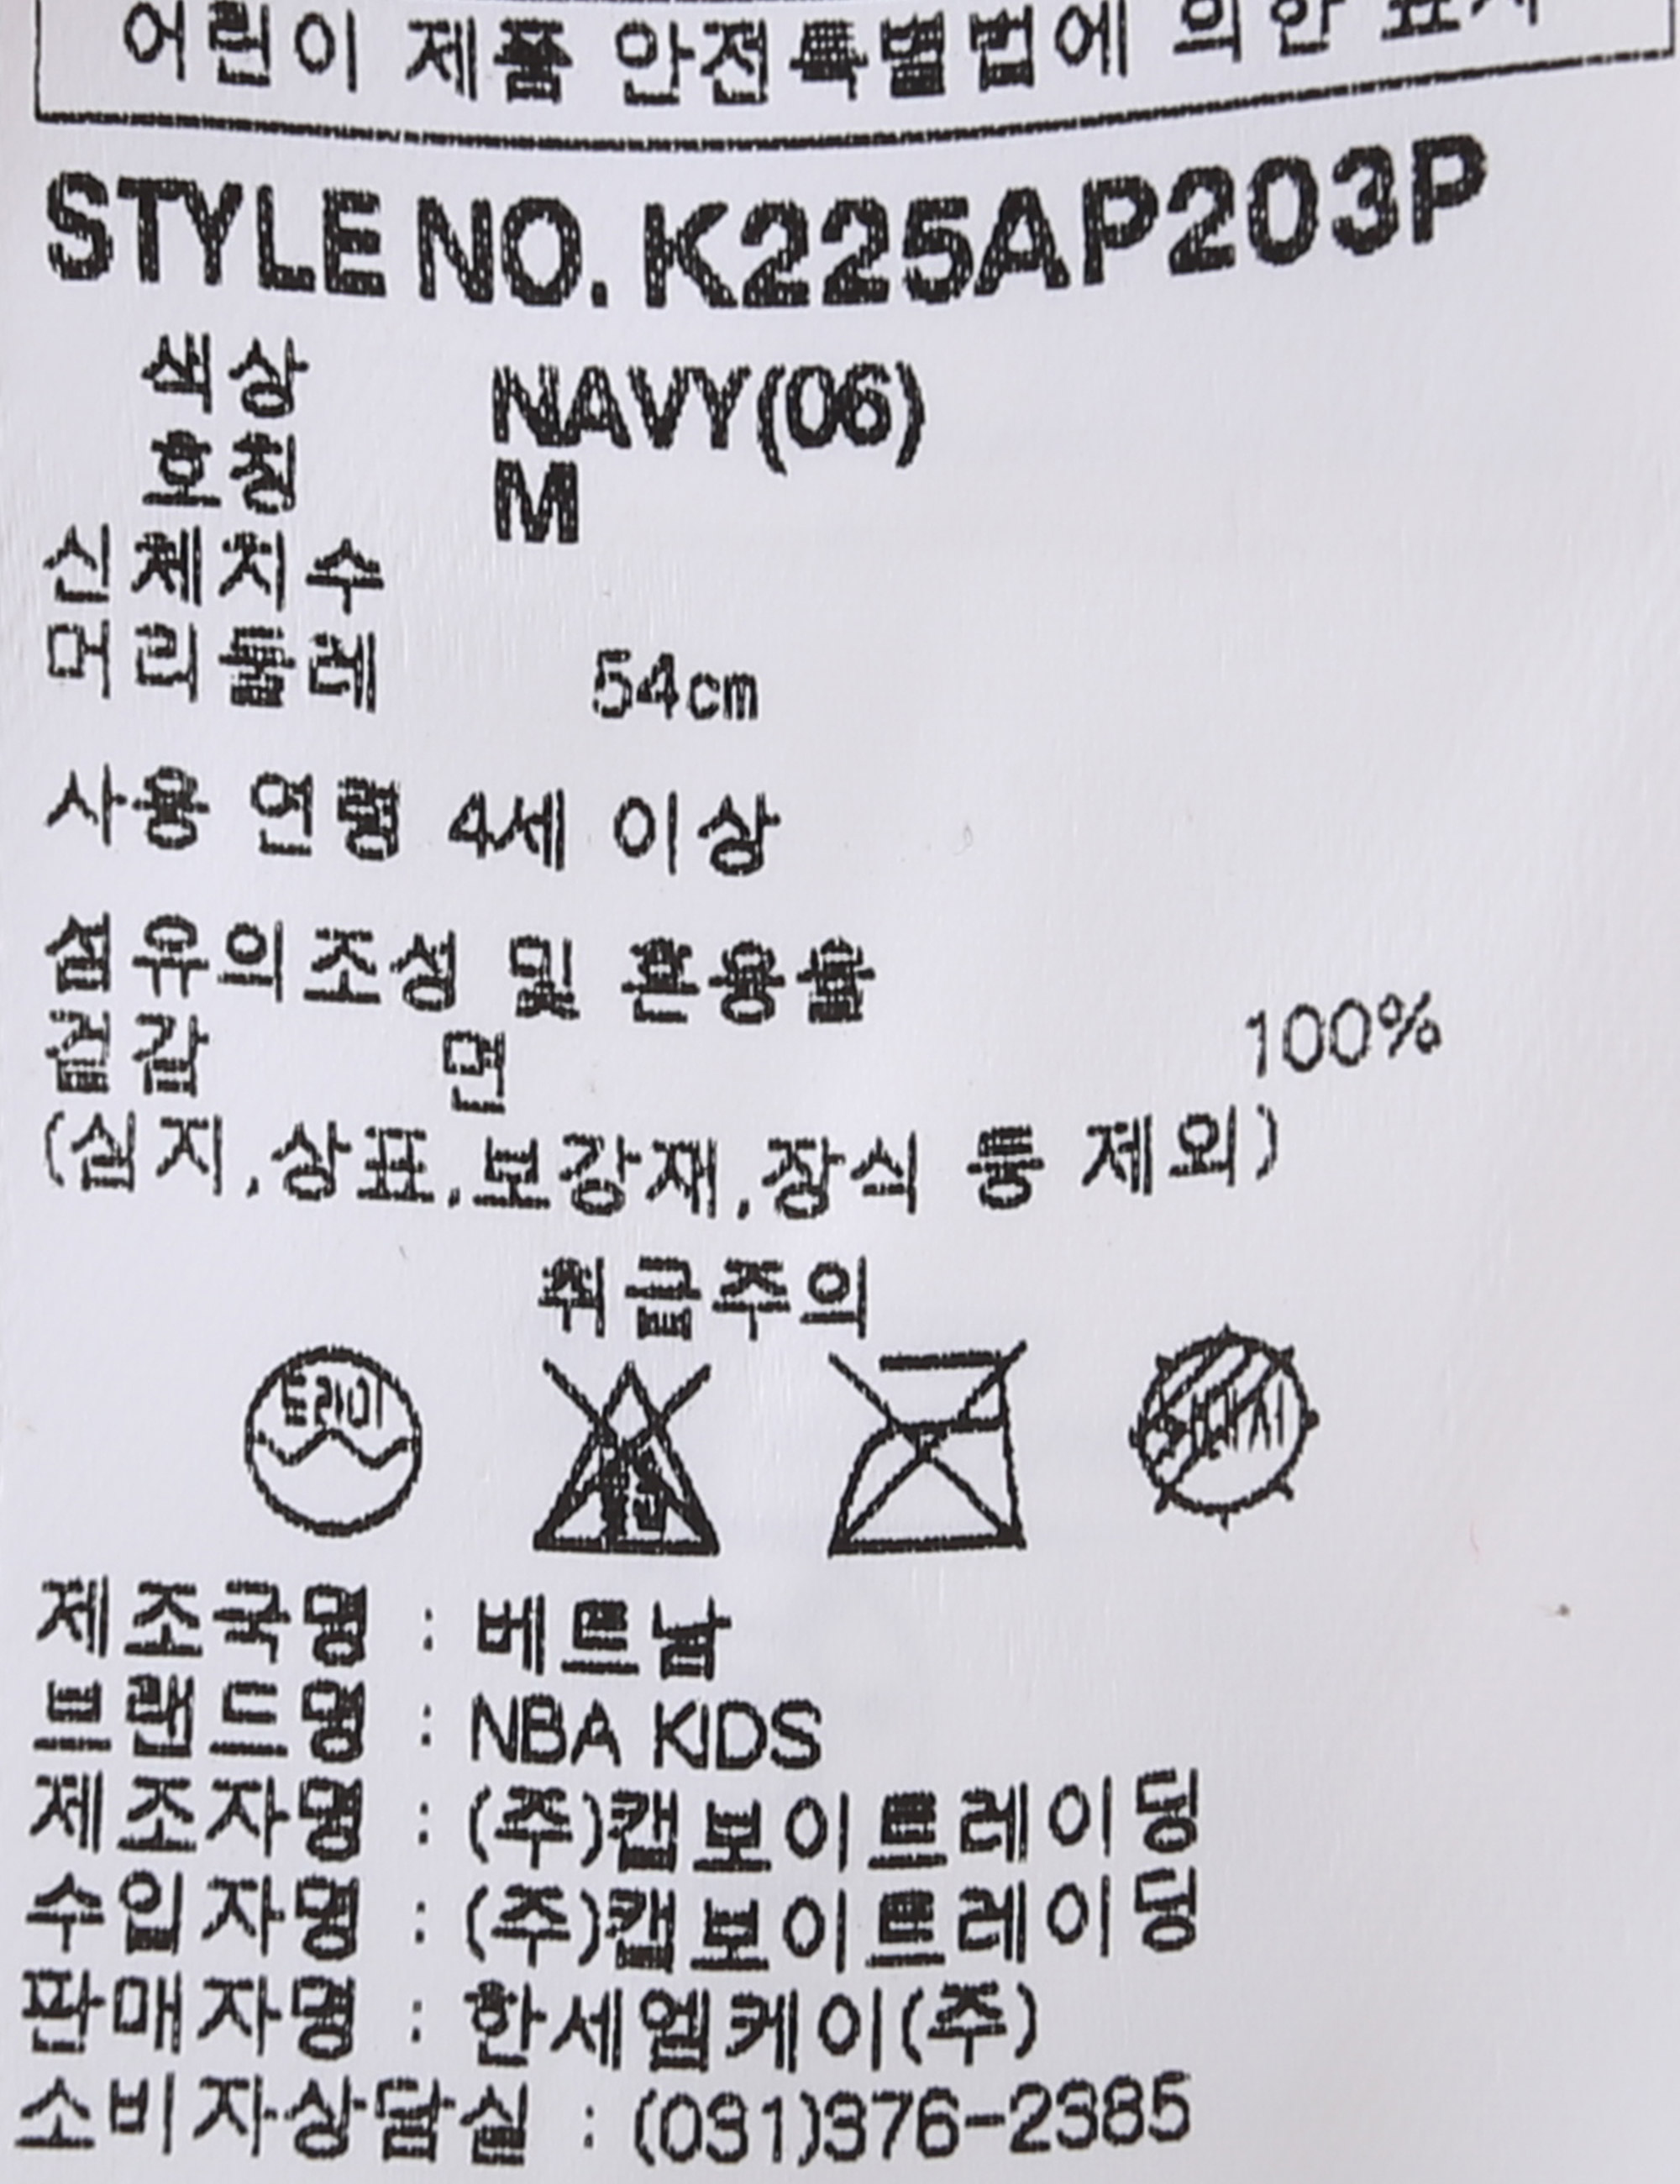 어린이 제품 안전특별법에 의한 표시
STYLE NO. K225AP203P
색상 NAVY(06)
호칭 M
신체치수
머리둘레 54cm
사용 연령 4세 이상
섬유의조성 및 혼용률
겉감 면 100%
(심지,상표,보강재,장식 등 제외)
취급주의
드라이
제조국명 : 베트남
브랜드명 : NBA KIDS
제조자명 : (주)캡보이트레이딩
수입자명 : (주)캡보이트레이딩
판매자명 : 한세엠케이(주)
소비자상담실 : (031)376-2385